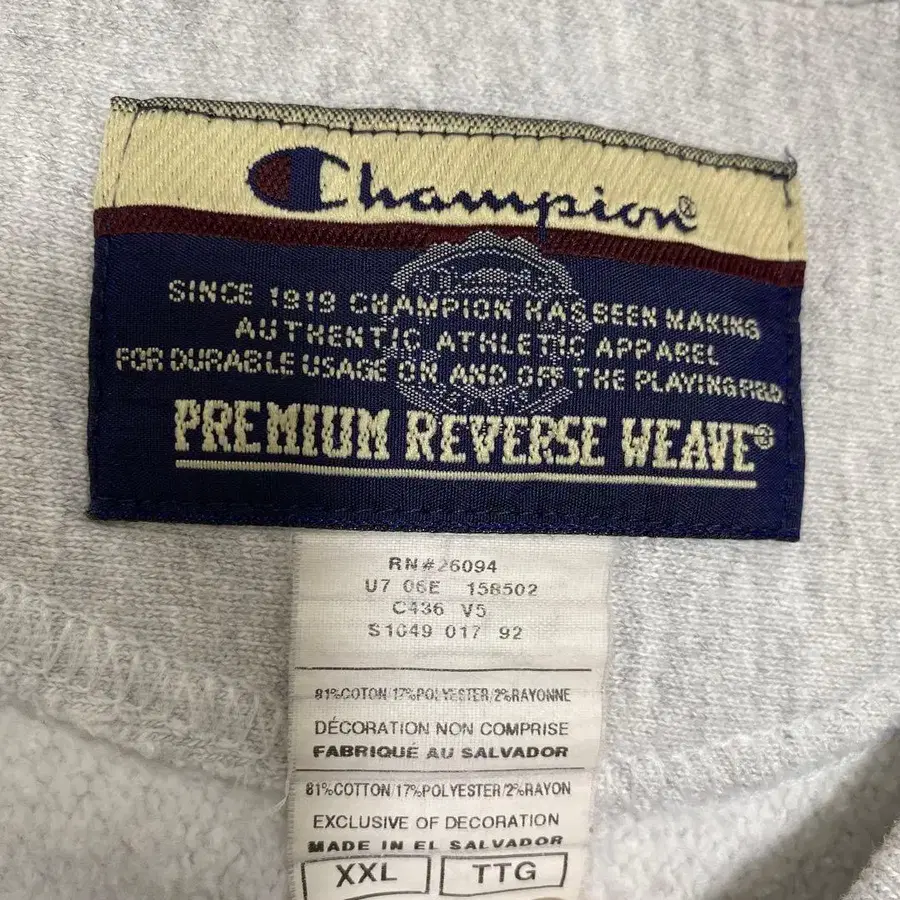 Champion®
SINCE 1919 CHAMPION HAS BEEN MAKING
AUTHENTIC ATHLETIC APPAREL
FOR DURABLE USAGE ON AND OFF THE PLAYING FIELD.
PREMIUM REVERSE WEAVE®
RN#26094
U7 06E 158502
C436 V5
S1049 017 92
81%COTON/17%POLYESTER/2%RAYONNE
DÉCORATION NON COMPRISE
FABRIQUÉ AU SALVADOR
81%COTTON/17%POLYESTER/2%RAYON
EXCLUSIVE OF DECORATION
MADE IN EL SALVADOR
XXL TTG